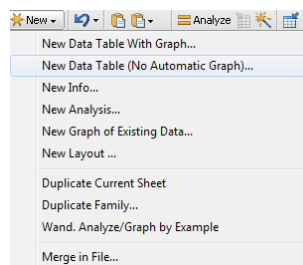 New Analyze
New Data Table With Graph...
New Data Table (No Automatic Graph)...
New Info...
New Analysis...
New Graph of Existing Data...
New Layout ...
Duplicate Current Sheet
Duplicate Family...
Wand. Analyze/Graph by Example
Merge in File...